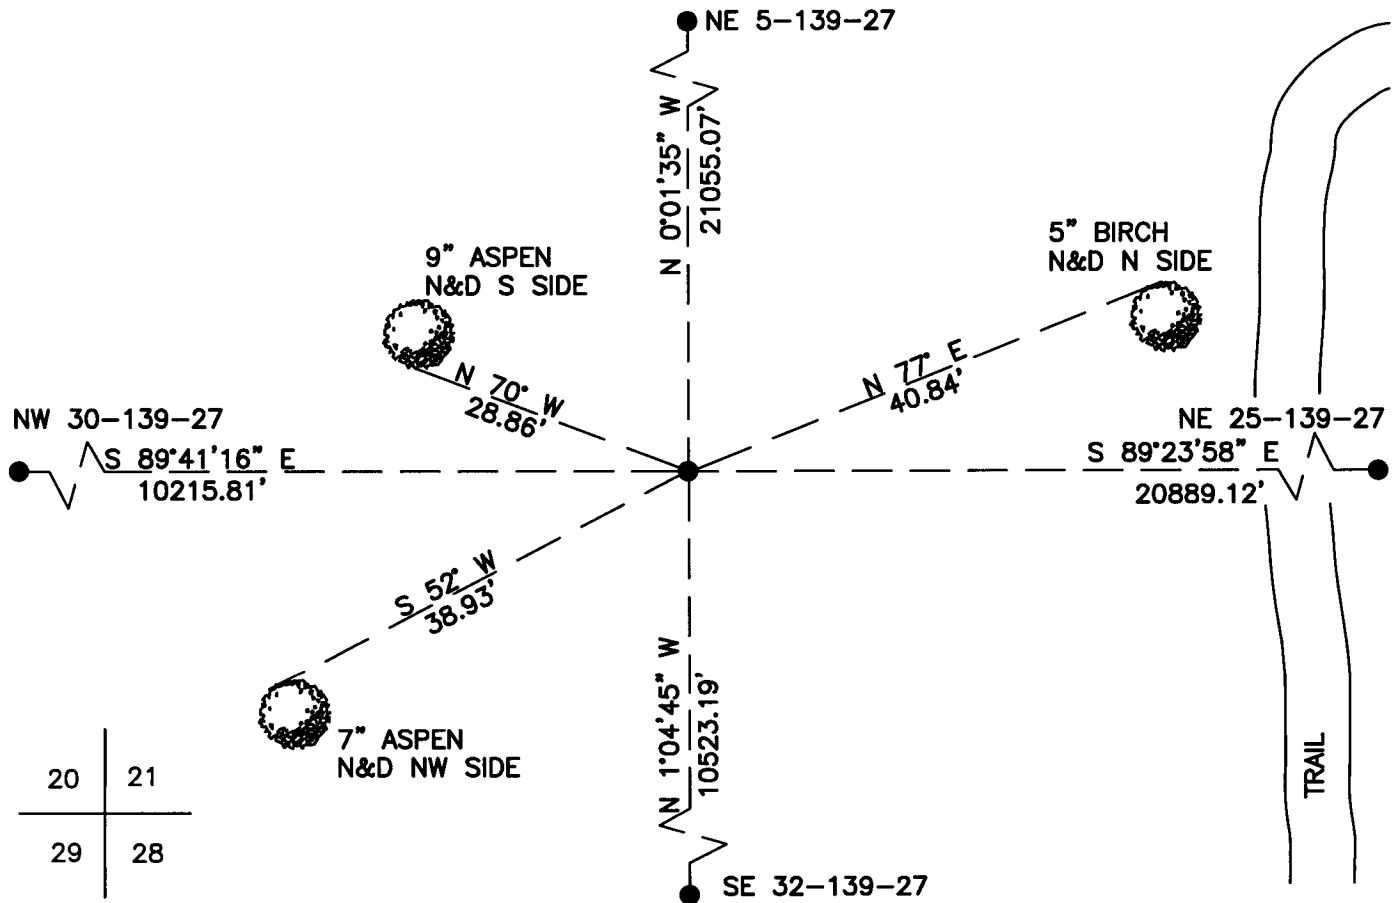 NE 5-139-27
N 0°01'35" W
21055.07'
5" BIRCH
N&D N SIDE
9" ASPEN
N&D S SIDE
N 77° E
40.84'
N 70° W
28.86'
NW 30-139-27
S 89°41'16" E
10215.81'
NE 25-139-27
S 89°23'58" E
20889.12'
S 52° W
38.93'
N 1°04'45" W
10523.19'
7" ASPEN
N&D NW SIDE
TRAIL
20 21
29 28
SE 32-139-27